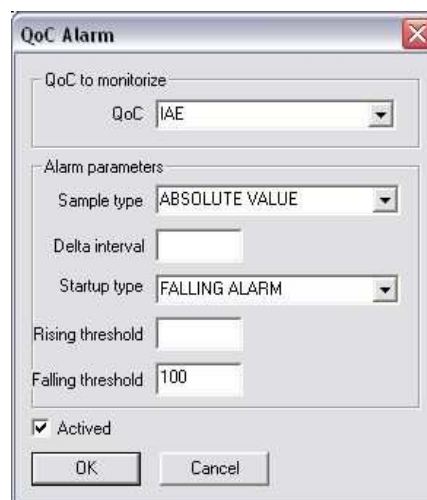 QoC Alarm
QoC to monitorize
QoC IAE
Alarm parameters
Sample type ABSOLUTE VALUE
Delta interval
Startup type FALLING ALARM
Rising threshold
Falling threshold 100
Actived
OK Cancel